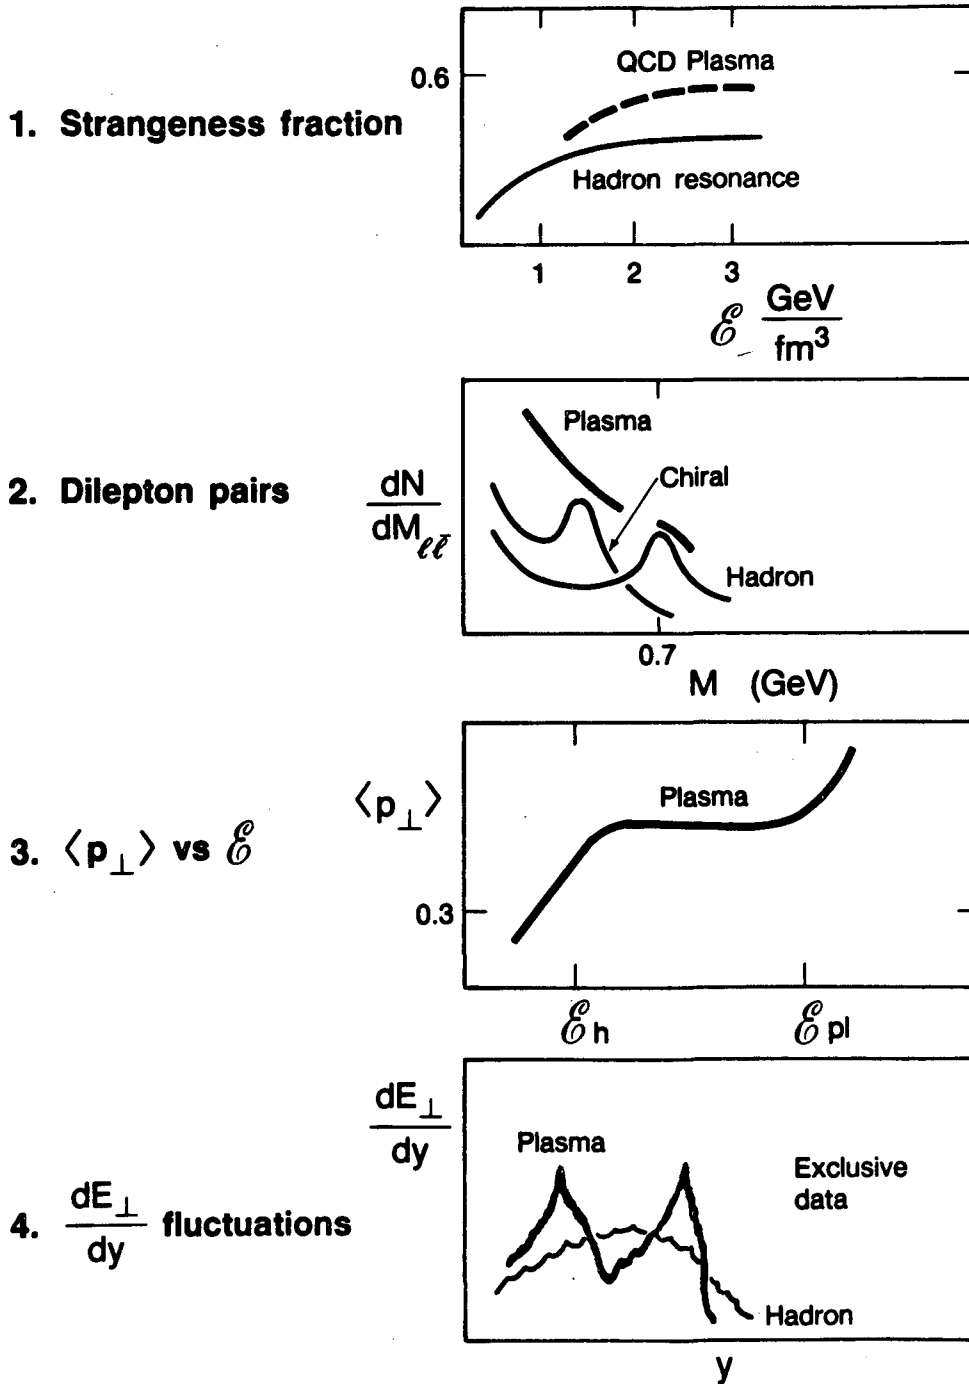 1. Strangeness fraction
0.6
QCD Plasma
Hadron resonance
1 2 3
ℰ GeV/fm³
2. Dilepton pairs
dN/dM_ℓℓ̄
Plasma
Chiral
Hadron
0.7
M (GeV)
3. ⟨p⊥⟩ vs ℰ
⟨p⊥⟩
Plasma
0.3
ℰh ℰpl
4. dE⊥/dy fluctuations
dE⊥/dy
Plasma
Exclusive
data
Hadron
y